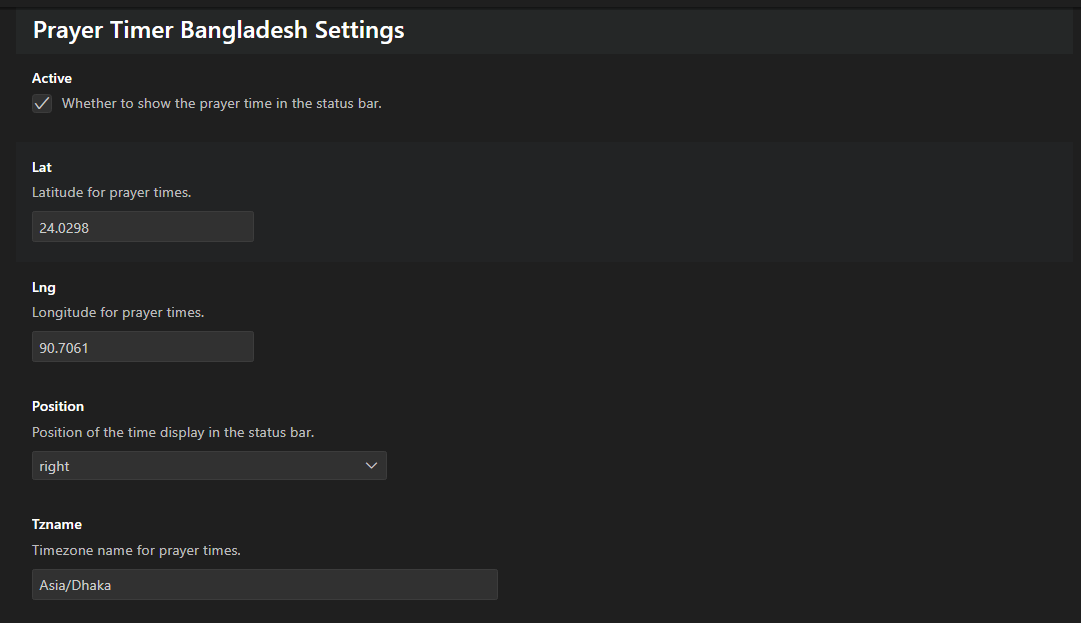 Prayer Timer Bangladesh Settings
Active
Whether to show the prayer time in the status bar.
Lat
Latitude for prayer times.
24.0298
Lng
Longitude for prayer times.
90.7061
Position
Position of the time display in the status bar.
right
Tzname
Timezone name for prayer times.
Asia/Dhaka